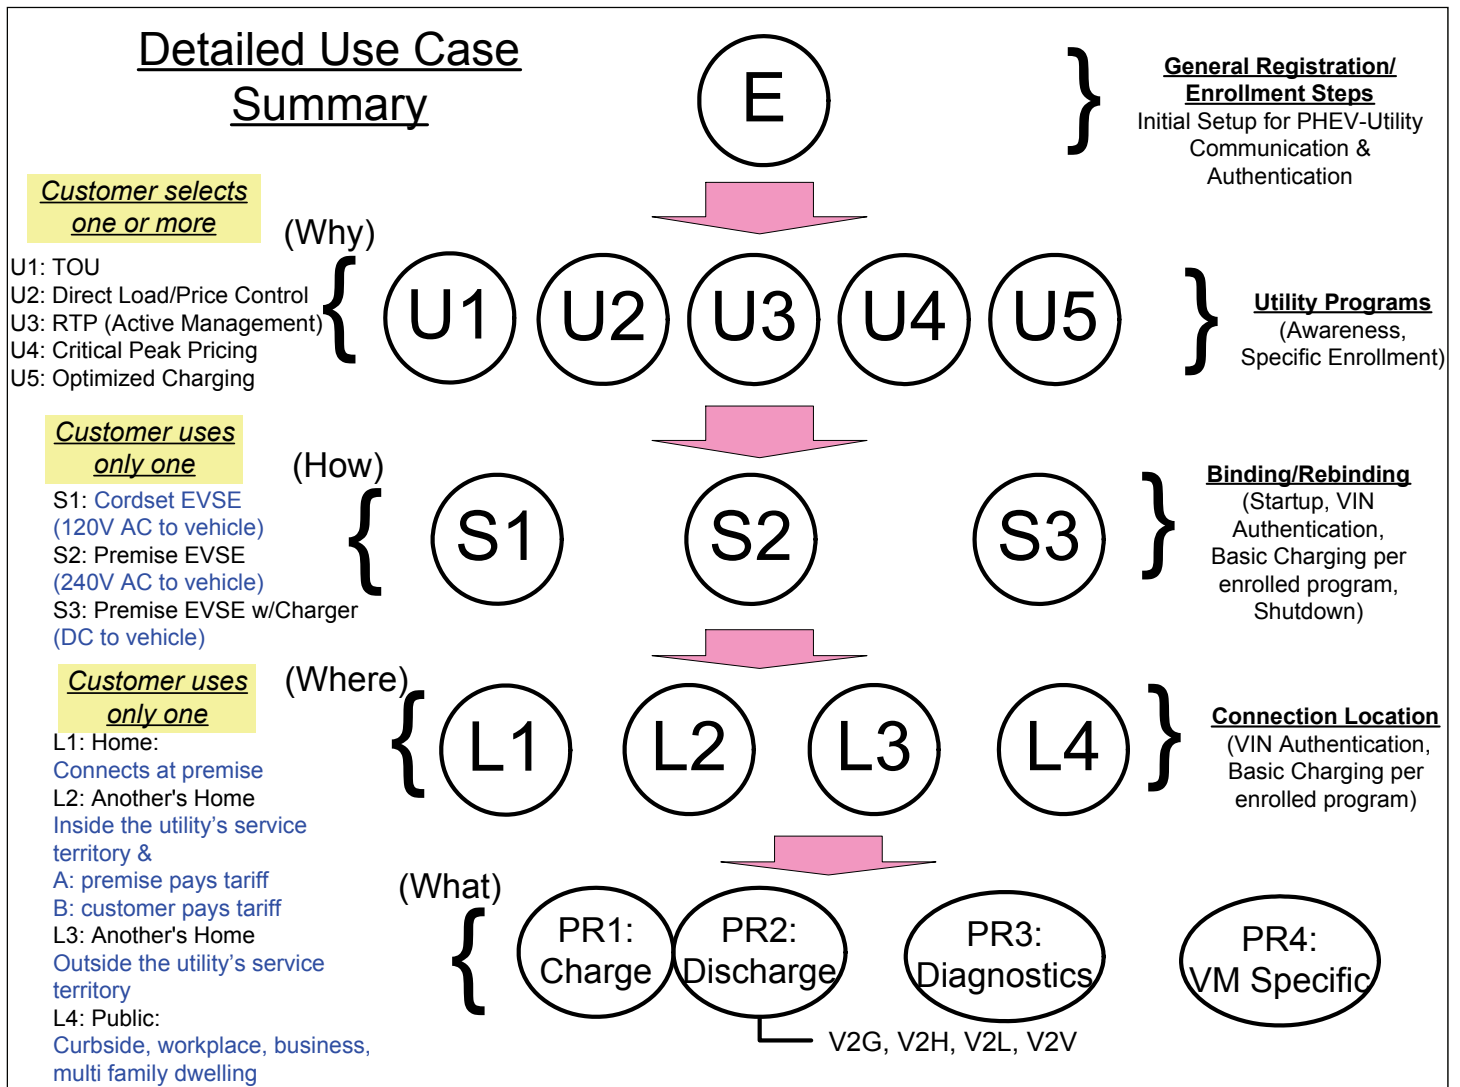 Detailed Use Case
Summary
E
General Registration/
Enrollment Steps
Initial Setup for PHEV-Utility
Communication &
Authentication
Customer selects
one or more
(Why)
U1: TOU
U2: Direct Load/Price Control
U3: RTP (Active Management)
U4: Critical Peak Pricing
U5: Optimized Charging
U1
U2
U3
U4
U5
Utility Programs
(Awareness,
Specific Enrollment)
Customer uses
only one
(How)
S1: Cordset EVSE
(120V AC to vehicle)
S2: Premise EVSE
(240V AC to vehicle)
S3: Premise EVSE w/Charger
(DC to vehicle)
S1
S2
S3
Binding/Rebinding
(Startup, VIN
Authentication,
Basic Charging per
enrolled program,
Shutdown)
Customer uses
only one
(Where)
L1: Home:
Connects at premise
L2: Another's Home
Inside the utility’s service
territory &
A: premise pays tariff
B: customer pays tariff
L3: Another's Home
Outside the utility’s service
territory
L4: Public:
Curbside, workplace, business,
multi family dwelling
L1
L2
L3
L4
Connection Location
(VIN Authentication,
Basic Charging per
enrolled program)
(What)
PR1:
Charge
PR2:
Discharge
PR3:
Diagnostics
PR4:
VM Specific
V2G, V2H, V2L, V2V